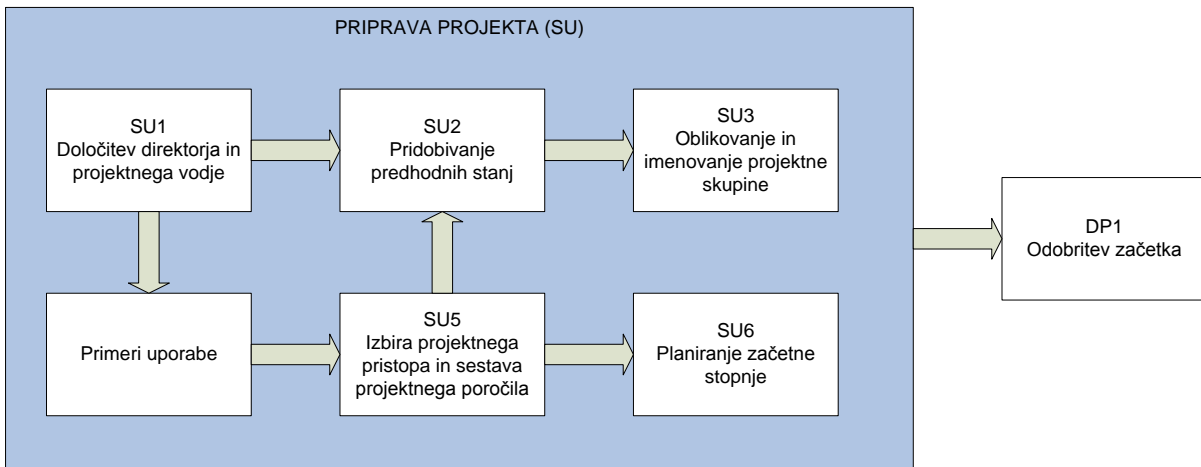 PRIPRAVA PROJEKTA (SU)
SU1
Določitev direktorja in
projektnega vodje
SU2
Pridobivanje
predhodnih stanj
SU3
Oblikovanje in
imenovanje projektne
skupine
DP1
Odobritev začetka
Primeri uporabe
SU5
Izbira projektnega
pristopa in sestava
projektnega poročila
SU6
Planiranje začetne
stopnje